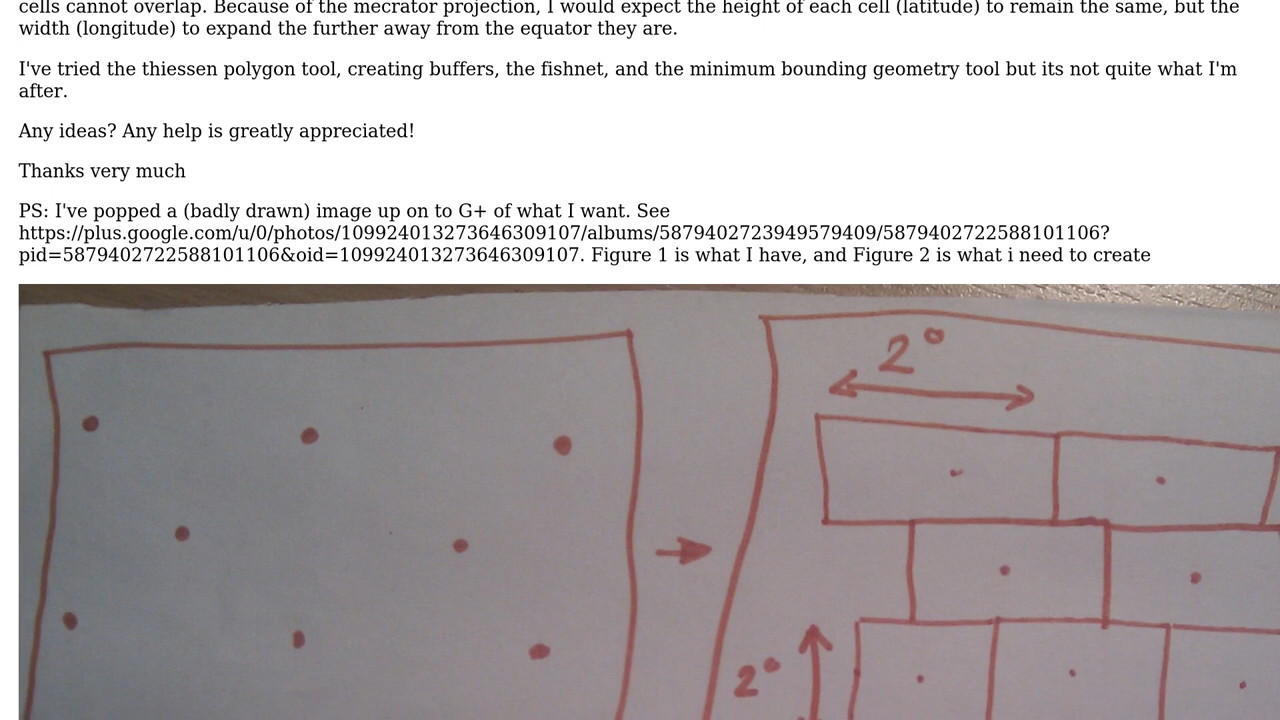 cells cannot overlap. Because of the mecrator projection, I would expect the height of each cell (latitude) to remain the same, but the
width (longitude) to expand the further away from the equator they are.
I've tried the thiessen polygon tool, creating buffers, the fishnet, and the minimum bounding geometry tool but its not quite what I'm
after.
Any ideas? Any help is greatly appreciated!
Thanks very much
PS: I've popped a (badly drawn) image up on to G+ of what I want. See
https://plus.google.com/u/0/photos/109924013273646309107/albums/5879402723949579409/5879402722588101106?
pid=5879402722588101106&oid=109924013273646309107. Figure 1 is what I have, and Figure 2 is what i need to create
2°
2°